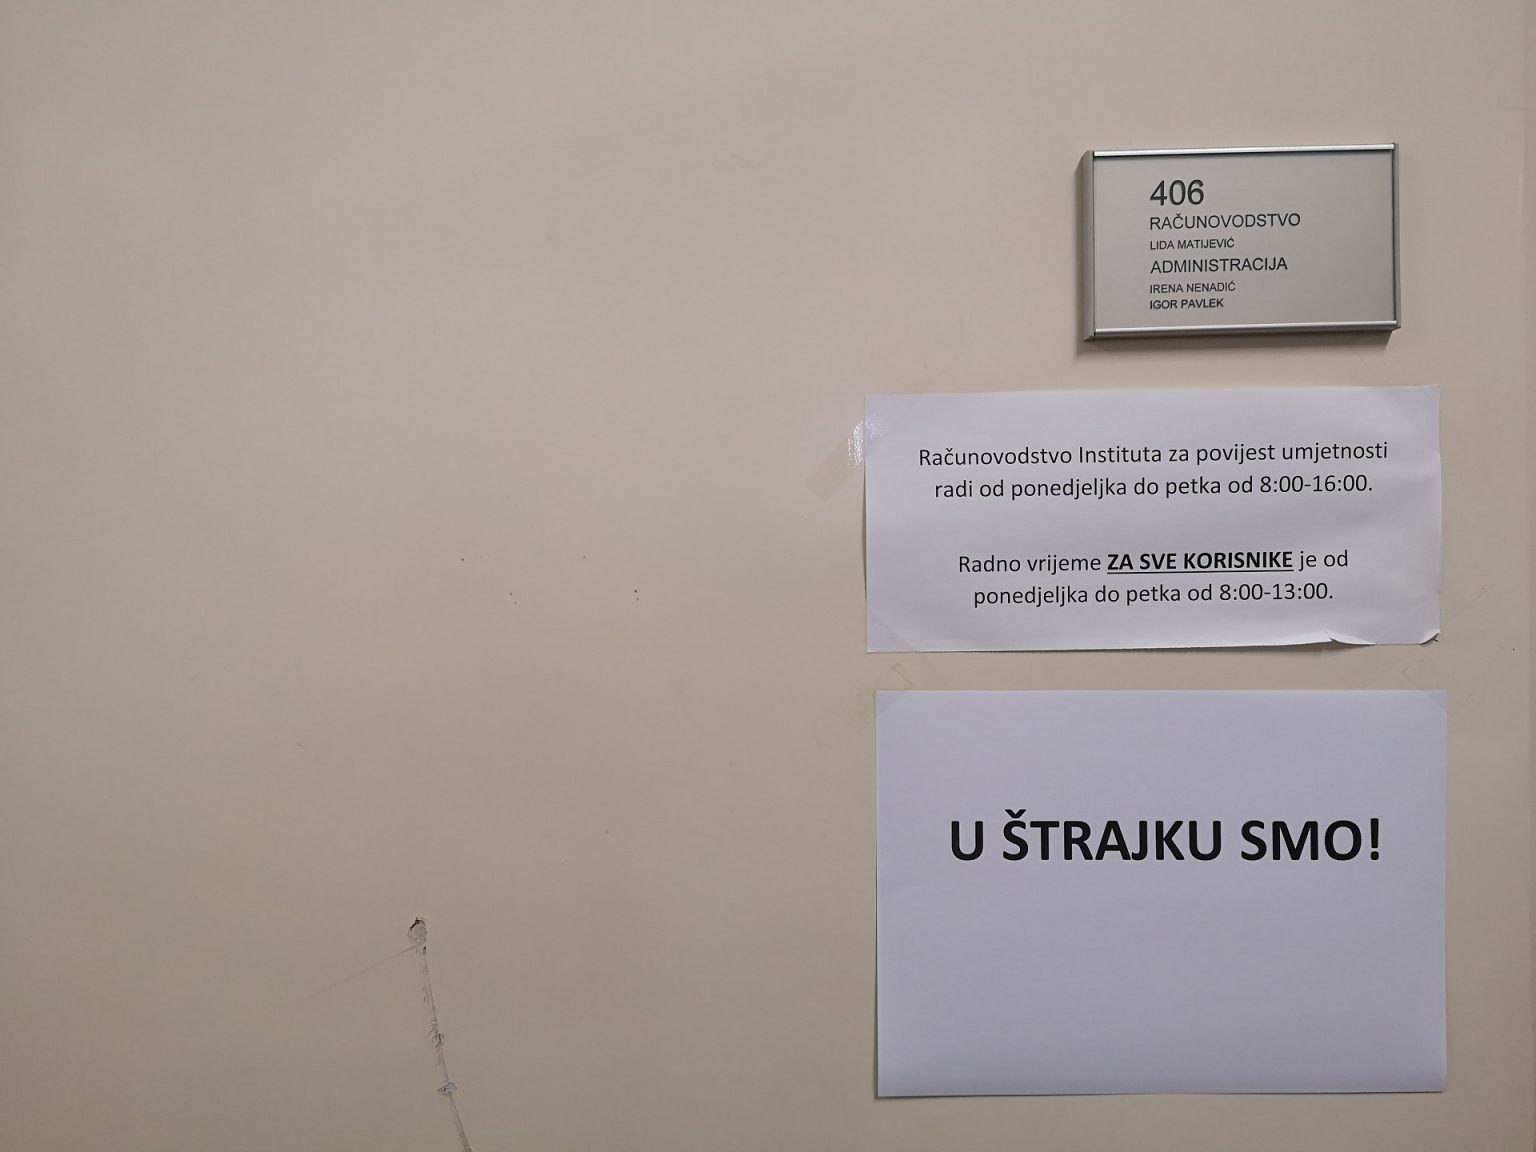 406
RAČUNOVODSTVO
LIDA MATIJEVIĆ
ADMINISTRACIJA
IRENA NENADIĆ
IGOR PAVLEK
Računovodstvo Instituta za povijest umjetnosti
radi od ponedjeljka do petka od 8:00-16:00.
Radno vrijeme ZA SVE KORISNIKE je od
ponedjeljka do petka od 8:00-13:00.
U ŠTRAJKU SMO!